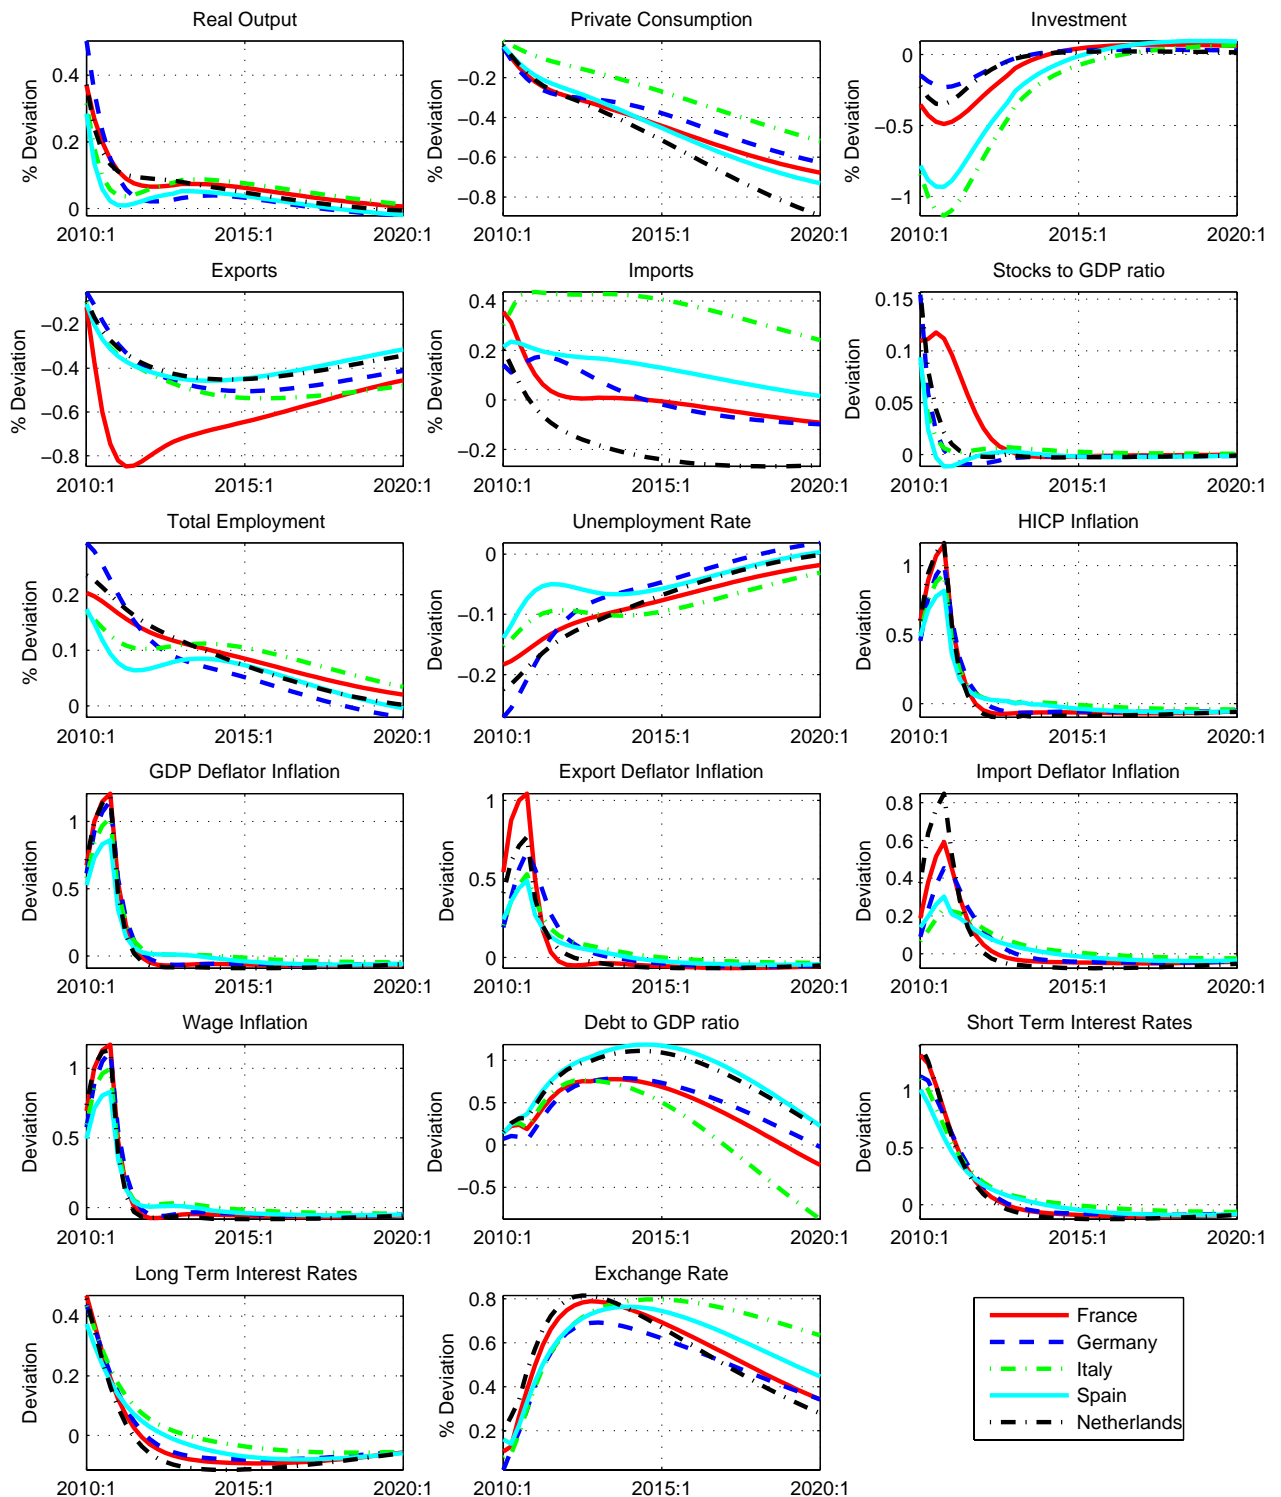 Real Output
Private Consumption
Investment
% Deviation
0.4
0.2
0
2010:1
2015:1
2020:1
% Deviation
−0.2
−0.4
−0.6
−0.8
2010:1
2015:1
2020:1
% Deviation
0
−0.5
−1
2010:1
2015:1
2020:1
Exports
Imports
Stocks to GDP ratio
% Deviation
−0.2
−0.4
−0.6
−0.8
2010:1
2015:1
2020:1
% Deviation
0.4
0.2
0
−0.2
2010:1
2015:1
2020:1
Deviation
0.15
0.1
0.05
0
2010:1
2015:1
2020:1
Total Employment
Unemployment Rate
HICP Inflation
% Deviation
0.2
0.1
0
2010:1
2015:1
2020:1
Deviation
0
−0.1
−0.2
2010:1
2015:1
2020:1
Deviation
1
0.5
0
2010:1
2015:1
2020:1
GDP Deflator Inflation
Export Deflator Inflation
Import Deflator Inflation
Deviation
1
0.5
0
2010:1
2015:1
2020:1
Deviation
1
0.5
0
2010:1
2015:1
2020:1
Deviation
0.8
0.6
0.4
0.2
0
2010:1
2015:1
2020:1
Wage Inflation
Debt to GDP ratio
Short Term Interest Rates
Deviation
1
0.5
0
2010:1
2015:1
2020:1
Deviation
1
0.5
0
−0.5
2010:1
2015:1
2020:1
Deviation
1
0.5
0
2010:1
2015:1
2020:1
Long Term Interest Rates
Exchange Rate
Deviation
0.4
0.2
0
2010:1
2015:1
2020:1
% Deviation
0.8
0.6
0.4
0.2
2010:1
2015:1
2020:1
France
Germany
Italy
Spain
Netherlands